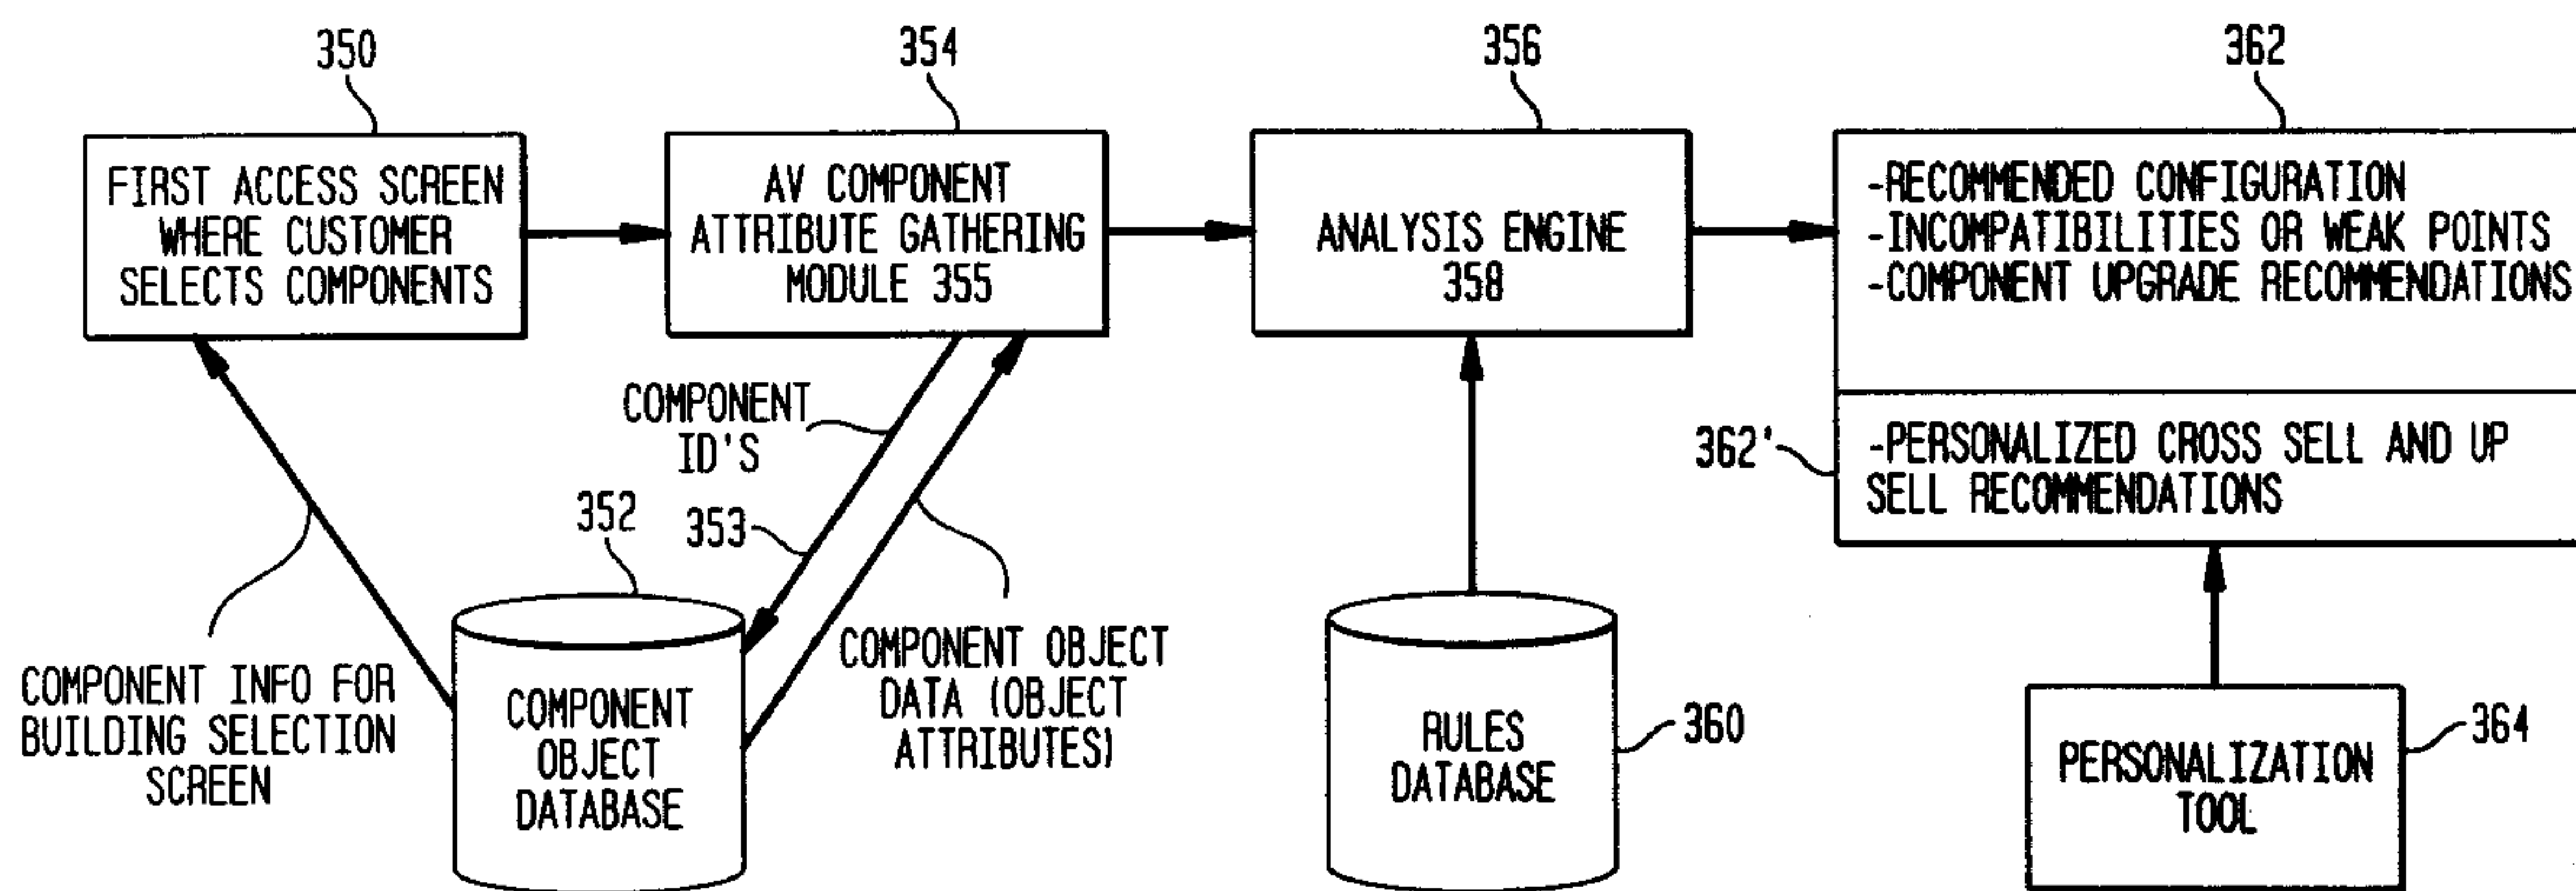 350
354
356
362
FIRST ACCESS SCREEN
WHERE CUSTOMER
SELECTS COMPONENTS
AV COMPONENT
ATTRIBUTE GATHERING
MODULE 355
ANALYSIS ENGINE
358
-RECOMMENDED CONFIGURATION
-INCOMPATIBILITIES OR WEAK POINTS
-COMPONENT UPGRADE RECOMMENDATIONS
362'
-PERSONALIZED CROSS SELL AND UP
SELL RECOMMENDATIONS
COMPONENT
ID'S
353
352
COMPONENT INFO FOR
BUILDING SELECTION
SCREEN
COMPONENT
OBJECT
DATABASE
COMPONENT OBJECT
DATA (OBJECT
ATTRIBUTES)
RULES
DATABASE
360
PERSONALIZATION
TOOL
364